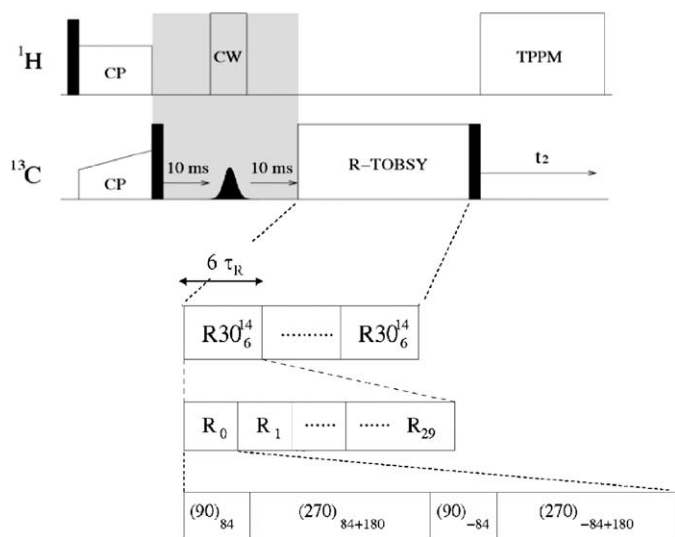 ¹H
CP
CW
TPPM
¹³C
CP
10 ms
10 ms
R-TOBSY
t₂
6 τ_R
R30₆¹⁴ .......... R30₆¹⁴
R₀ R₁ ...... ...... R₂₉
(90)₈₄ (270)₈₄₊₁₈₀ (90)₋₈₄ (270)₋₈₄₊₁₈₀